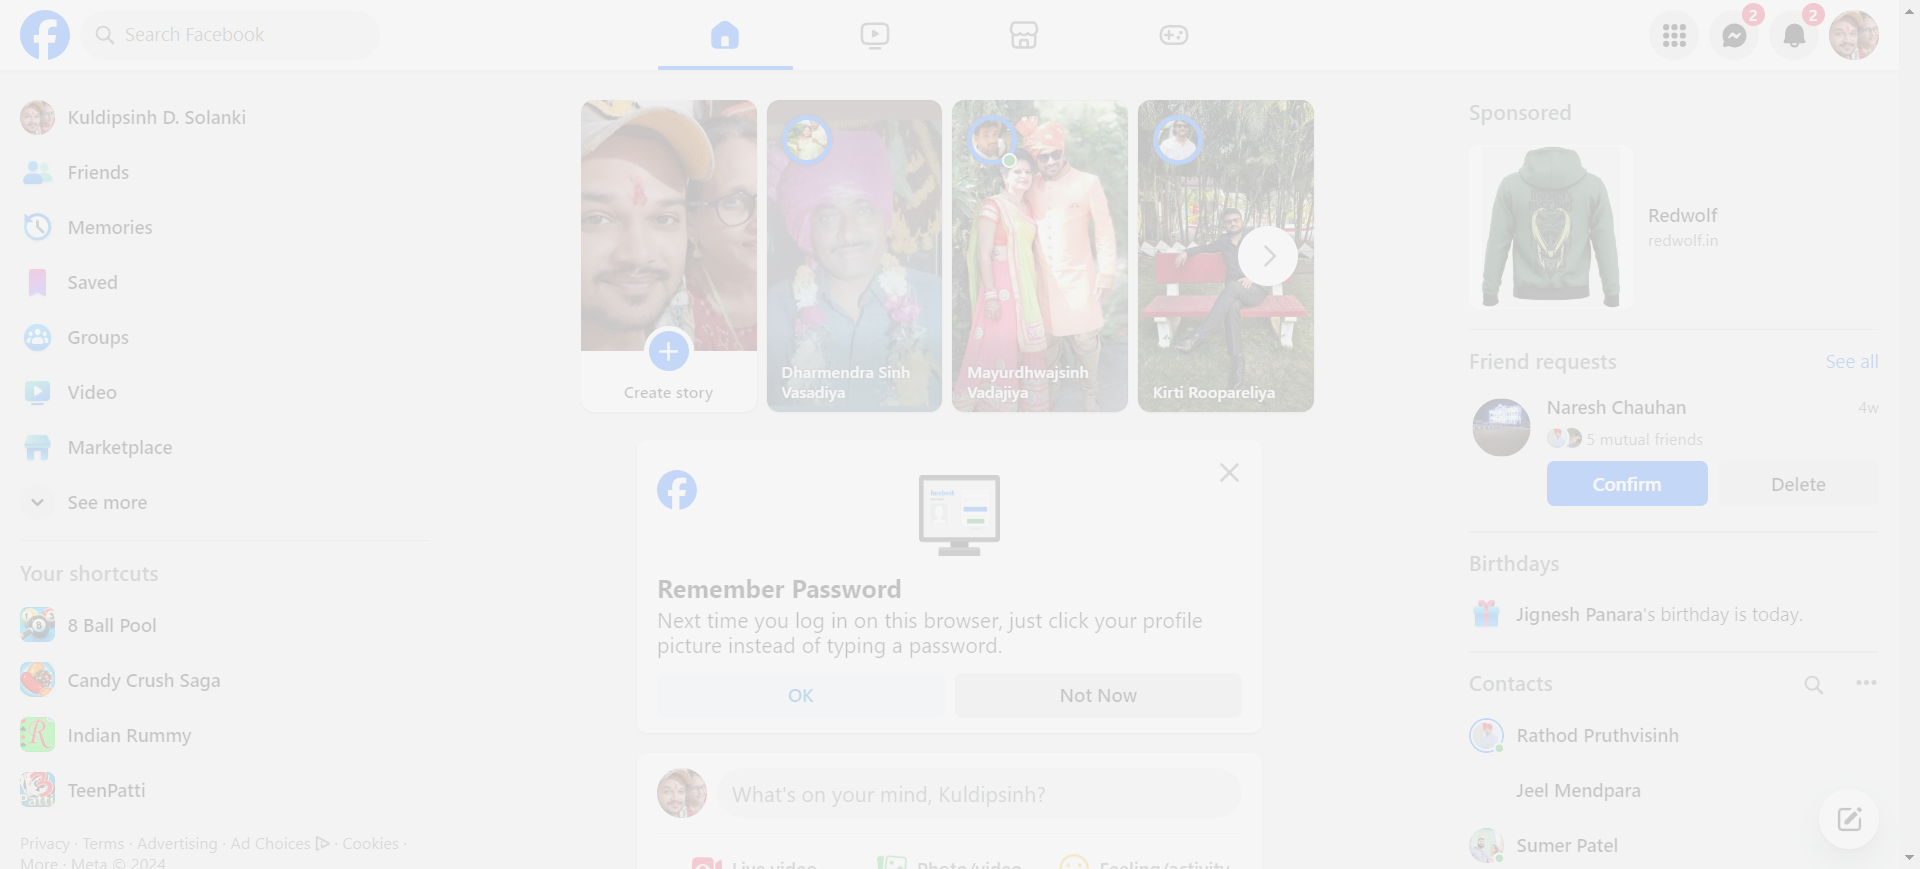 Search Facebook
2
2
Kuldipsinh D. Solanki
Friends
Memories
Saved
Groups
Video
Marketplace
See more
Your shortcuts
8 Ball Pool
Candy Crush Saga
Indian Rummy
TeenPatti
Privacy · Terms · Advertising · Ad Choices · Cookies ·
More · Meta © 2024
Create story
Dharmendra Sinh
Vasadiya
Mayurdhwajsinh
Vadajiya
Kirti Roopareliya
facebook
Remember Password
Next time you log in on this browser, just click your profile
picture instead of typing a password.
OK
Not Now
What's on your mind, Kuldipsinh?
Live video
Photo/video
Feeling/activity
Sponsored
Redwolf
redwolf.in
Friend requests
See all
Naresh Chauhan
4w
5 mutual friends
Confirm
Delete
Birthdays
Jignesh Panara's birthday is today.
Contacts
Rathod Pruthvisinh
Jeel Mendpara
Sumer Patel